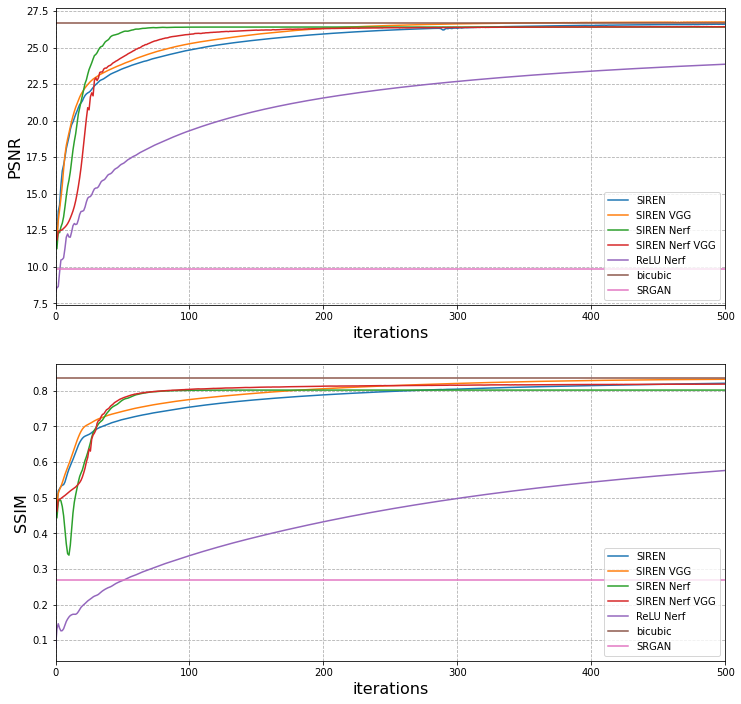 27.5
25.0
22.5
20.0
17.5
15.0
12.5
10.0
7.5
PSNR
SIREN
SIREN VGG
SIREN Nerf
SIREN Nerf VGG
ReLU Nerf
bicubic
SRGAN
0 100 200 300 400 500
iterations
0.8
0.7
0.6
0.5
0.4
0.3
0.2
0.1
SSIM
SIREN
SIREN VGG
SIREN Nerf
SIREN Nerf VGG
ReLU Nerf
bicubic
SRGAN
0 100 200 300 400 500
iterations